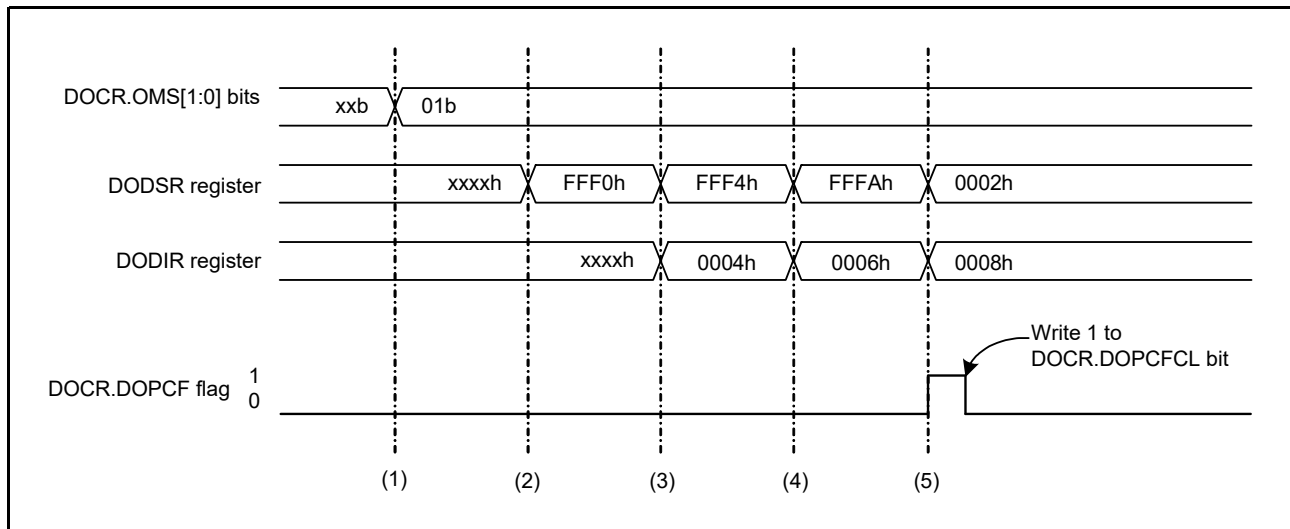 DOCR.OMS[1:0] bits
xxb
01b
DODSR register
xxxxh
FFF0h
FFF4h
FFFAh
0002h
DODIR register
xxxxh
0004h
0006h
0008h
Write 1 to
DOCR.DOPCFCL bit
DOCR.DOPCF flag
1
0
(1)
(2)
(3)
(4)
(5)